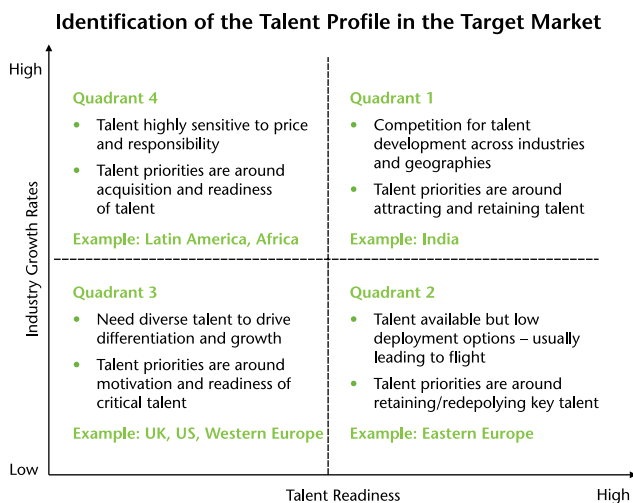 Identification of the Talent Profile in the Target Market
High
Industry Growth Rates
Low
Quadrant 4
• Talent highly sensitive to price
and responsibility
• Talent priorities are around
acquisition and readiness
of talent
Example: Latin America, Africa
Quadrant 1
• Competition for talent
development across industries
and geographies
• Talent priorities are around
attracting and retaining talent
Example: India
Quadrant 3
• Need diverse talent to drive
differentiation and growth
• Talent priorities are around
motivation and readiness of
critical talent
Example: UK, US, Western Europe
Quadrant 2
• Talent available but low
deployment options – usually
leading to flight
• Talent priorities are around
retaining/redepolying key talent
Example: Eastern Europe
Talent Readiness
High